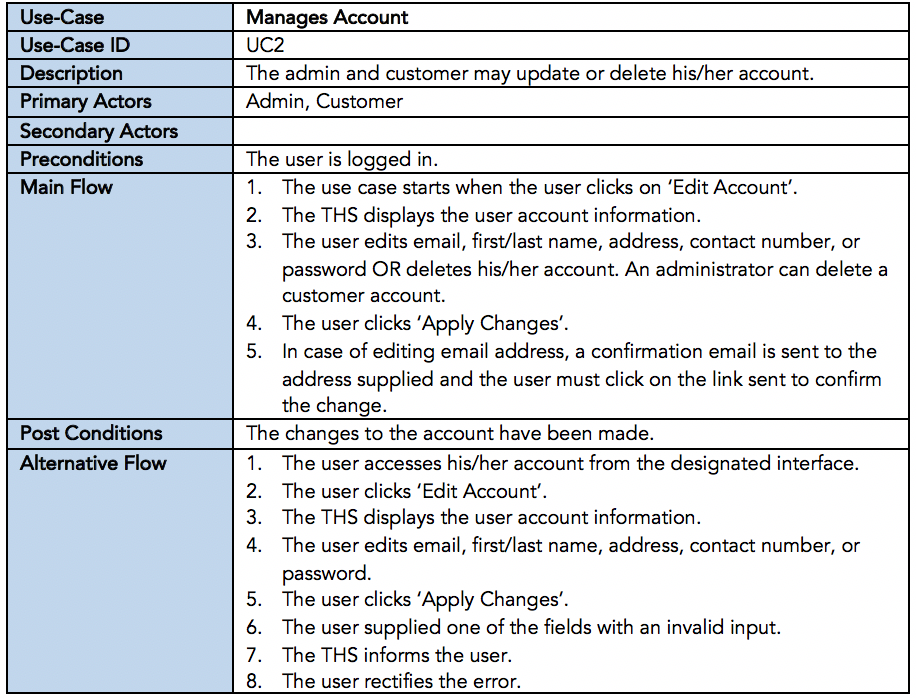 Use-Case Manages Account
Use-Case ID UC2
Description The admin and customer may update or delete his/her account.
Primary Actors Admin, Customer
Secondary Actors
Preconditions The user is logged in.
Main Flow 1. The use case starts when the user clicks on ‘Edit Account’.
2. The THS displays the user account information.
3. The user edits email, first/last name, address, contact number, or
password OR deletes his/her account. An administrator can delete a
customer account.
4. The user clicks ‘Apply Changes’.
5. In case of editing email address, a confirmation email is sent to the
address supplied and the user must click on the link sent to confirm
the change.
Post Conditions The changes to the account have been made.
Alternative Flow 1. The user accesses his/her account from the designated interface.
2. The user clicks ‘Edit Account’.
3. The THS displays the user account information.
4. The user edits email, first/last name, address, contact number, or
password.
5. The user clicks ‘Apply Changes’.
6. The user supplied one of the fields with an invalid input.
7. The THS informs the user.
8. The user rectifies the error.